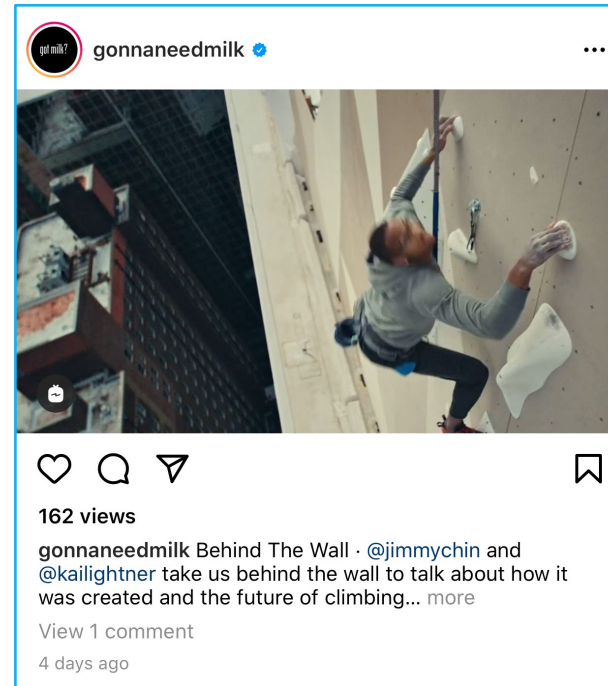 got milk?
gonnaneedmilk
162 views
gonnaneedmilk Behind The Wall · @jimmychin and
@kailightner take us behind the wall to talk about how it
was created and the future of climbing... more
View 1 comment
4 days ago